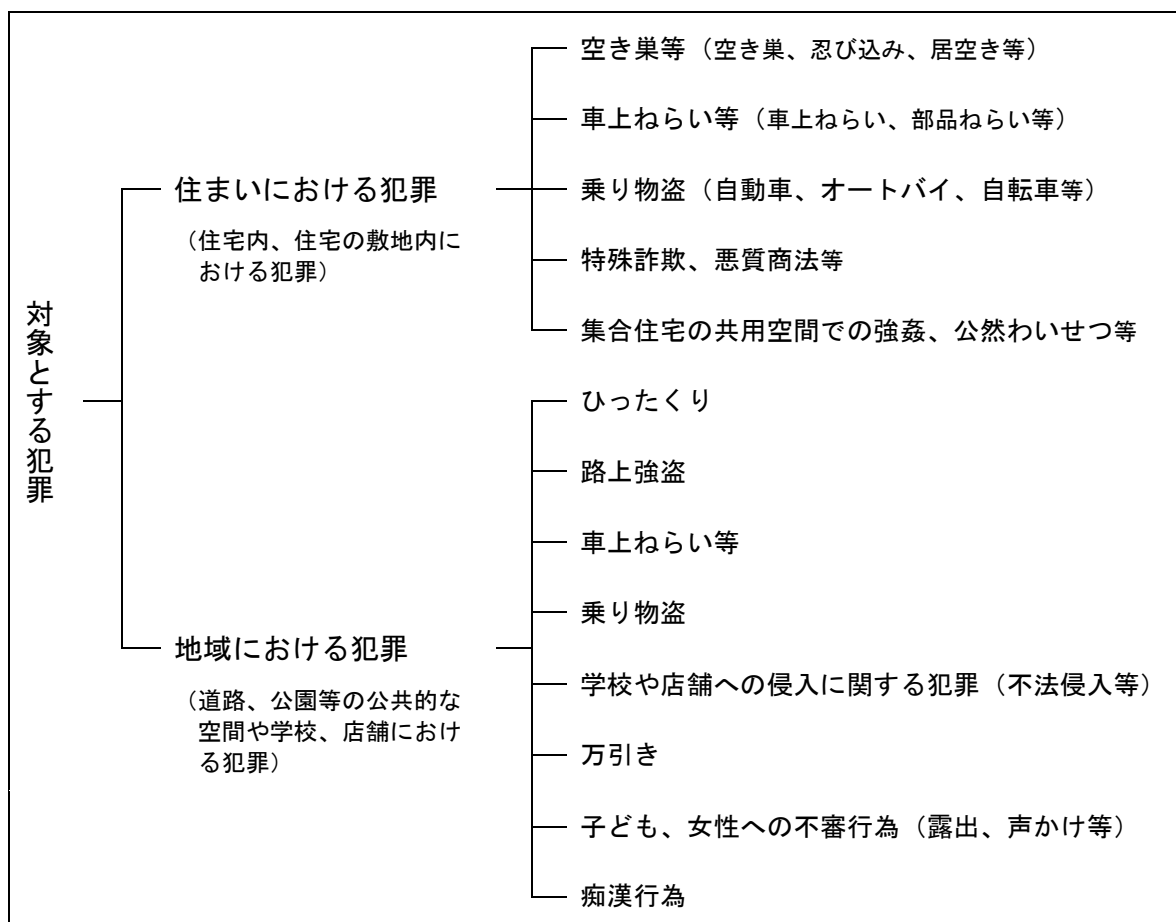 対象とする犯罪
住まいにおける犯罪
（住宅内、住宅の敷地内に
おける犯罪）
空き巣等（空き巣、忍び込み、居空き等）
車上ねらい等（車上ねらい、部品ねらい等）
乗り物盗（自動車、オートバイ、自転車等）
特殊詐欺、悪質商法等
集合住宅の共用空間での強姦、公然わいせつ等
地域における犯罪
（道路、公園等の公共的な
空間や学校、店舗におけ
る犯罪）
ひったくり
路上強盗
車上ねらい等
乗り物盗
学校や店舗への侵入に関する犯罪（不法侵入等）
万引き
子ども、女性への不審行為（露出、声かけ等）
痴漢行為